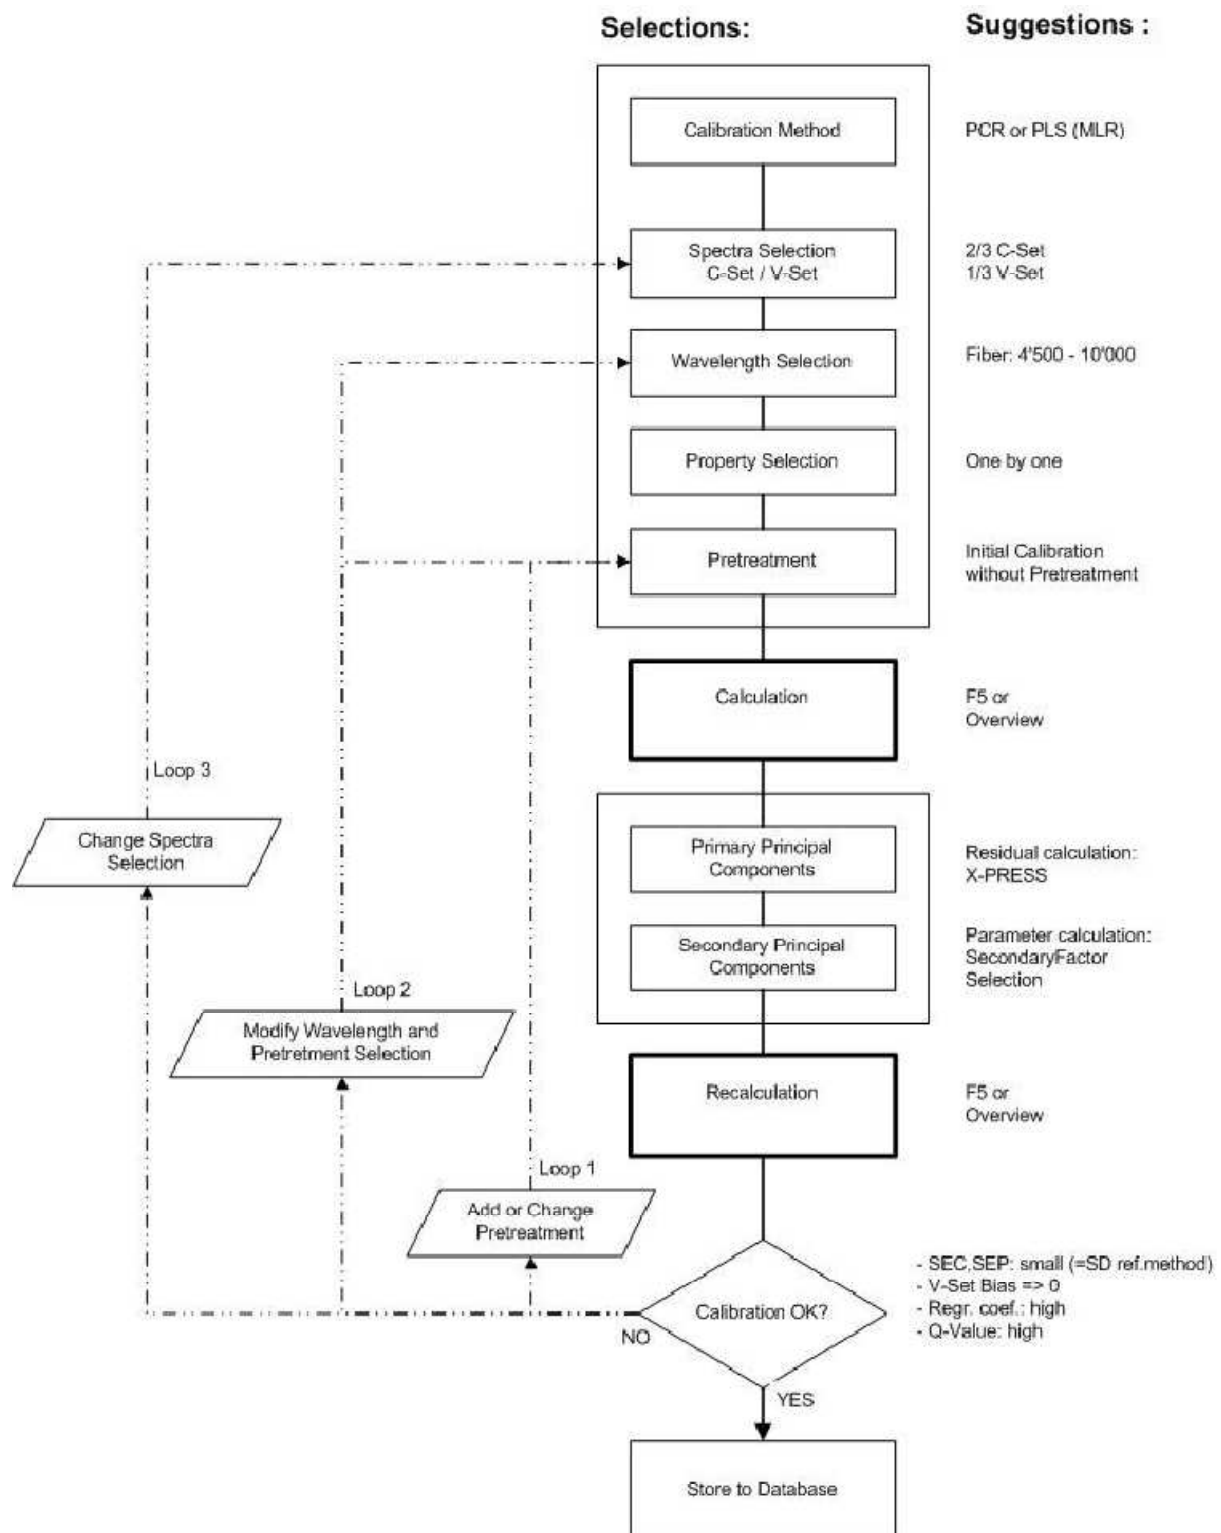 Selections:
Suggestions :
Calibration Method
PCR or PLS (MLR)
Spectra Selection
C-Set / V-Set
2/3 C-Set
1/3 V-Set
Wavelength Selection
Fiber: 4'500 - 10'000
Property Selection
One by one
Pretreatment
Initial Calibration
without Pretreatment
Calculation
F5 or
Overview
Loop 3
Change Spectra
Selection
Primary Principal
Components
Residual calculation:
X-PRESS
Secondary Principal
Components
Parameter calculation:
SecondaryFactor
Selection
Loop 2
Modify Wavelength and
Pretretment Selection
Recalculation
F5 or
Overview
Loop 1
Add or Change
Pretreatment
Calibration OK?
- SEC,SEP: small (=SD ref.method)
- V-Set Bias => 0
- Regr. coef.: high
- Q-Value: high
NO
YES
Store to Database